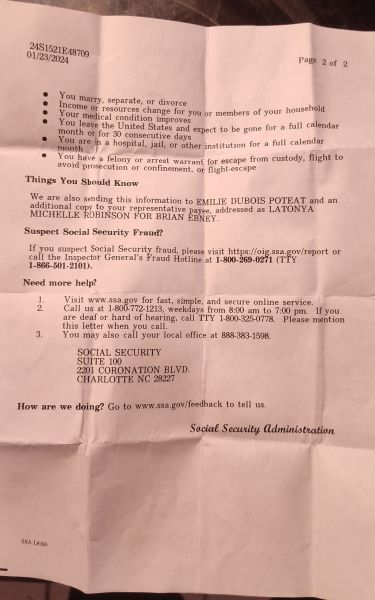 24S1521E48709
01/23/2024
Page 2 of 2
• You marry, separate, or divorce
• Income or resources change for you or members of your household
• Your medical condition improves
• You leave the United States and expect to be gone for a full calendar
month or for 30 consecutive days
• You are in a hospital, jail, or other institution for a full calendar
month
• You have a felony or arrest warrant for escape from custody, flight to
avoid prosecution or confinement, or flight-escape
Things You Should Know
We are also sending this information to EMILIE DUBOIS POTEAT and an
additional copy to your representative payee, addressed as LATONYA
MICHELLE ROBINSON FOR BRIAN EBNEY.
Suspect Social Security Fraud?
If you suspect Social Security fraud, please visit https://oig.ssa.gov/report or
call the Inspector General's Fraud Hotline at 1-800-269-0271 (TTY
1-866-501-2101).
Need more help?
1. Visit www.ssa.gov for fast, simple, and secure online service.
2. Call us at 1-800-772-1213, weekdays from 8:00 am to 7:00 pm. If you
are deaf or hard of hearing, call TTY 1-800-325-0778. Please mention
this letter when you call.
3. You may also call your local office at 888-383-1598.
SOCIAL SECURITY
SUITE 100
2201 CORONATION BLVD.
CHARLOTTE NC 28227
How are we doing? Go to www.ssa.gov/feedback to tell us.
Social Security Administration